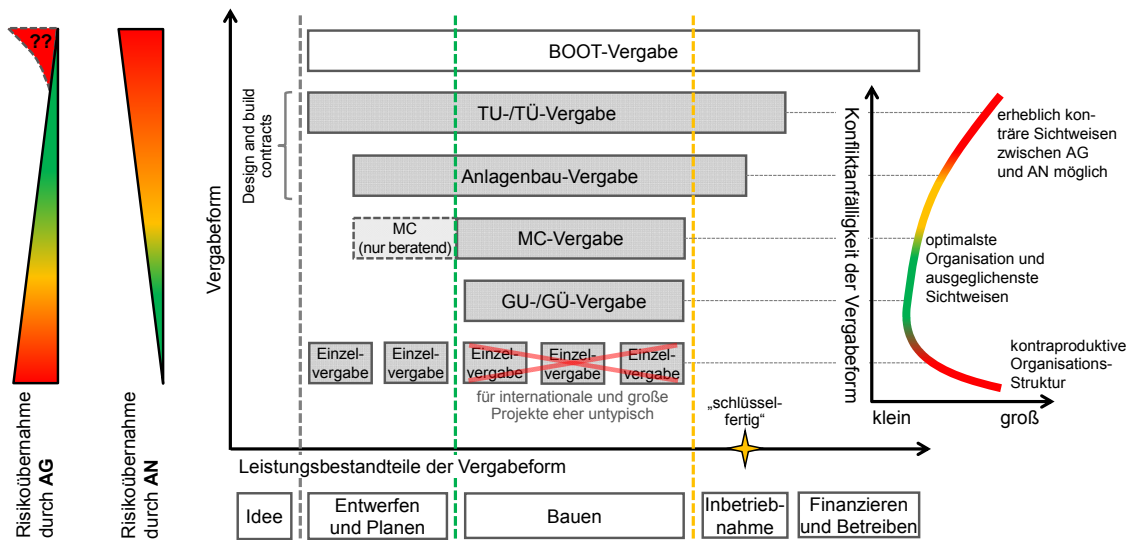 ??
Risikoübernahme
durch AG
Risikoübernahme
durch AN
Vergabeform
Design and build
contracts
BOOT-Vergabe
TU-/TÜ-Vergabe
Anlagenbau-Vergabe
MC
(nur beratend)
MC-Vergabe
GU-/GÜ-Vergabe
Einzel-
vergabe
Einzel-
vergabe
Einzel-
vergabe
Einzel-
vergabe
Einzel-
vergabe
für internationale und große
Projekte eher untypisch
„schlüssel-
fertig“
Leistungsbestandteile der Vergabeform
Idee
Entwerfen
und Planen
Bauen
Inbetrieb-
nahme
Finanzieren
und Betreiben
Konfliktanfälligkeit der Vergabeform
erheblich kon-
träre Sichtweisen
zwischen AG
und AN möglich
optimalste
Organisation und
ausgeglichenste
Sichtweisen
kontraproduktive
Organisations-
Struktur
klein
groß